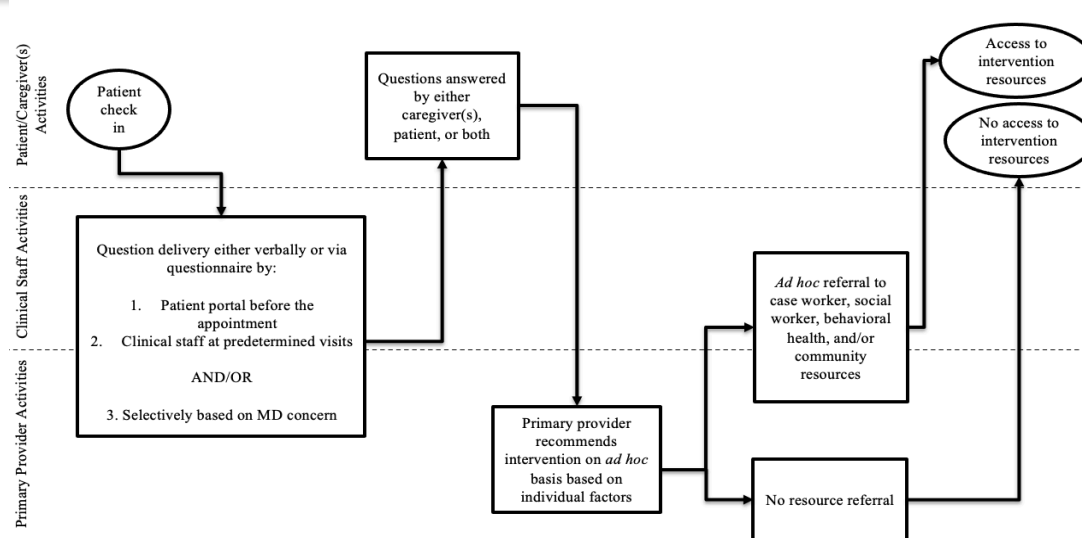 Patient/Caregiver(s)
Activities
Patient
check
in
Questions answered
by either
caregiver(s),
patient, or both
Access to
intervention
resources
No access to
intervention
resources
Clinical Staff Activities
Question delivery either verbally or via
questionnaire by:
1. Patient portal before the
appointment
2. Clinical staff at predetermined visits
AND/OR
3. Selectively based on MD concern
Ad hoc referral to
case worker, social
worker, behavioral
health, and/or
community
resources
Primary Provider Activities
Primary provider
recommends
intervention on ad hoc
basis based on
individual factors
No resource referral